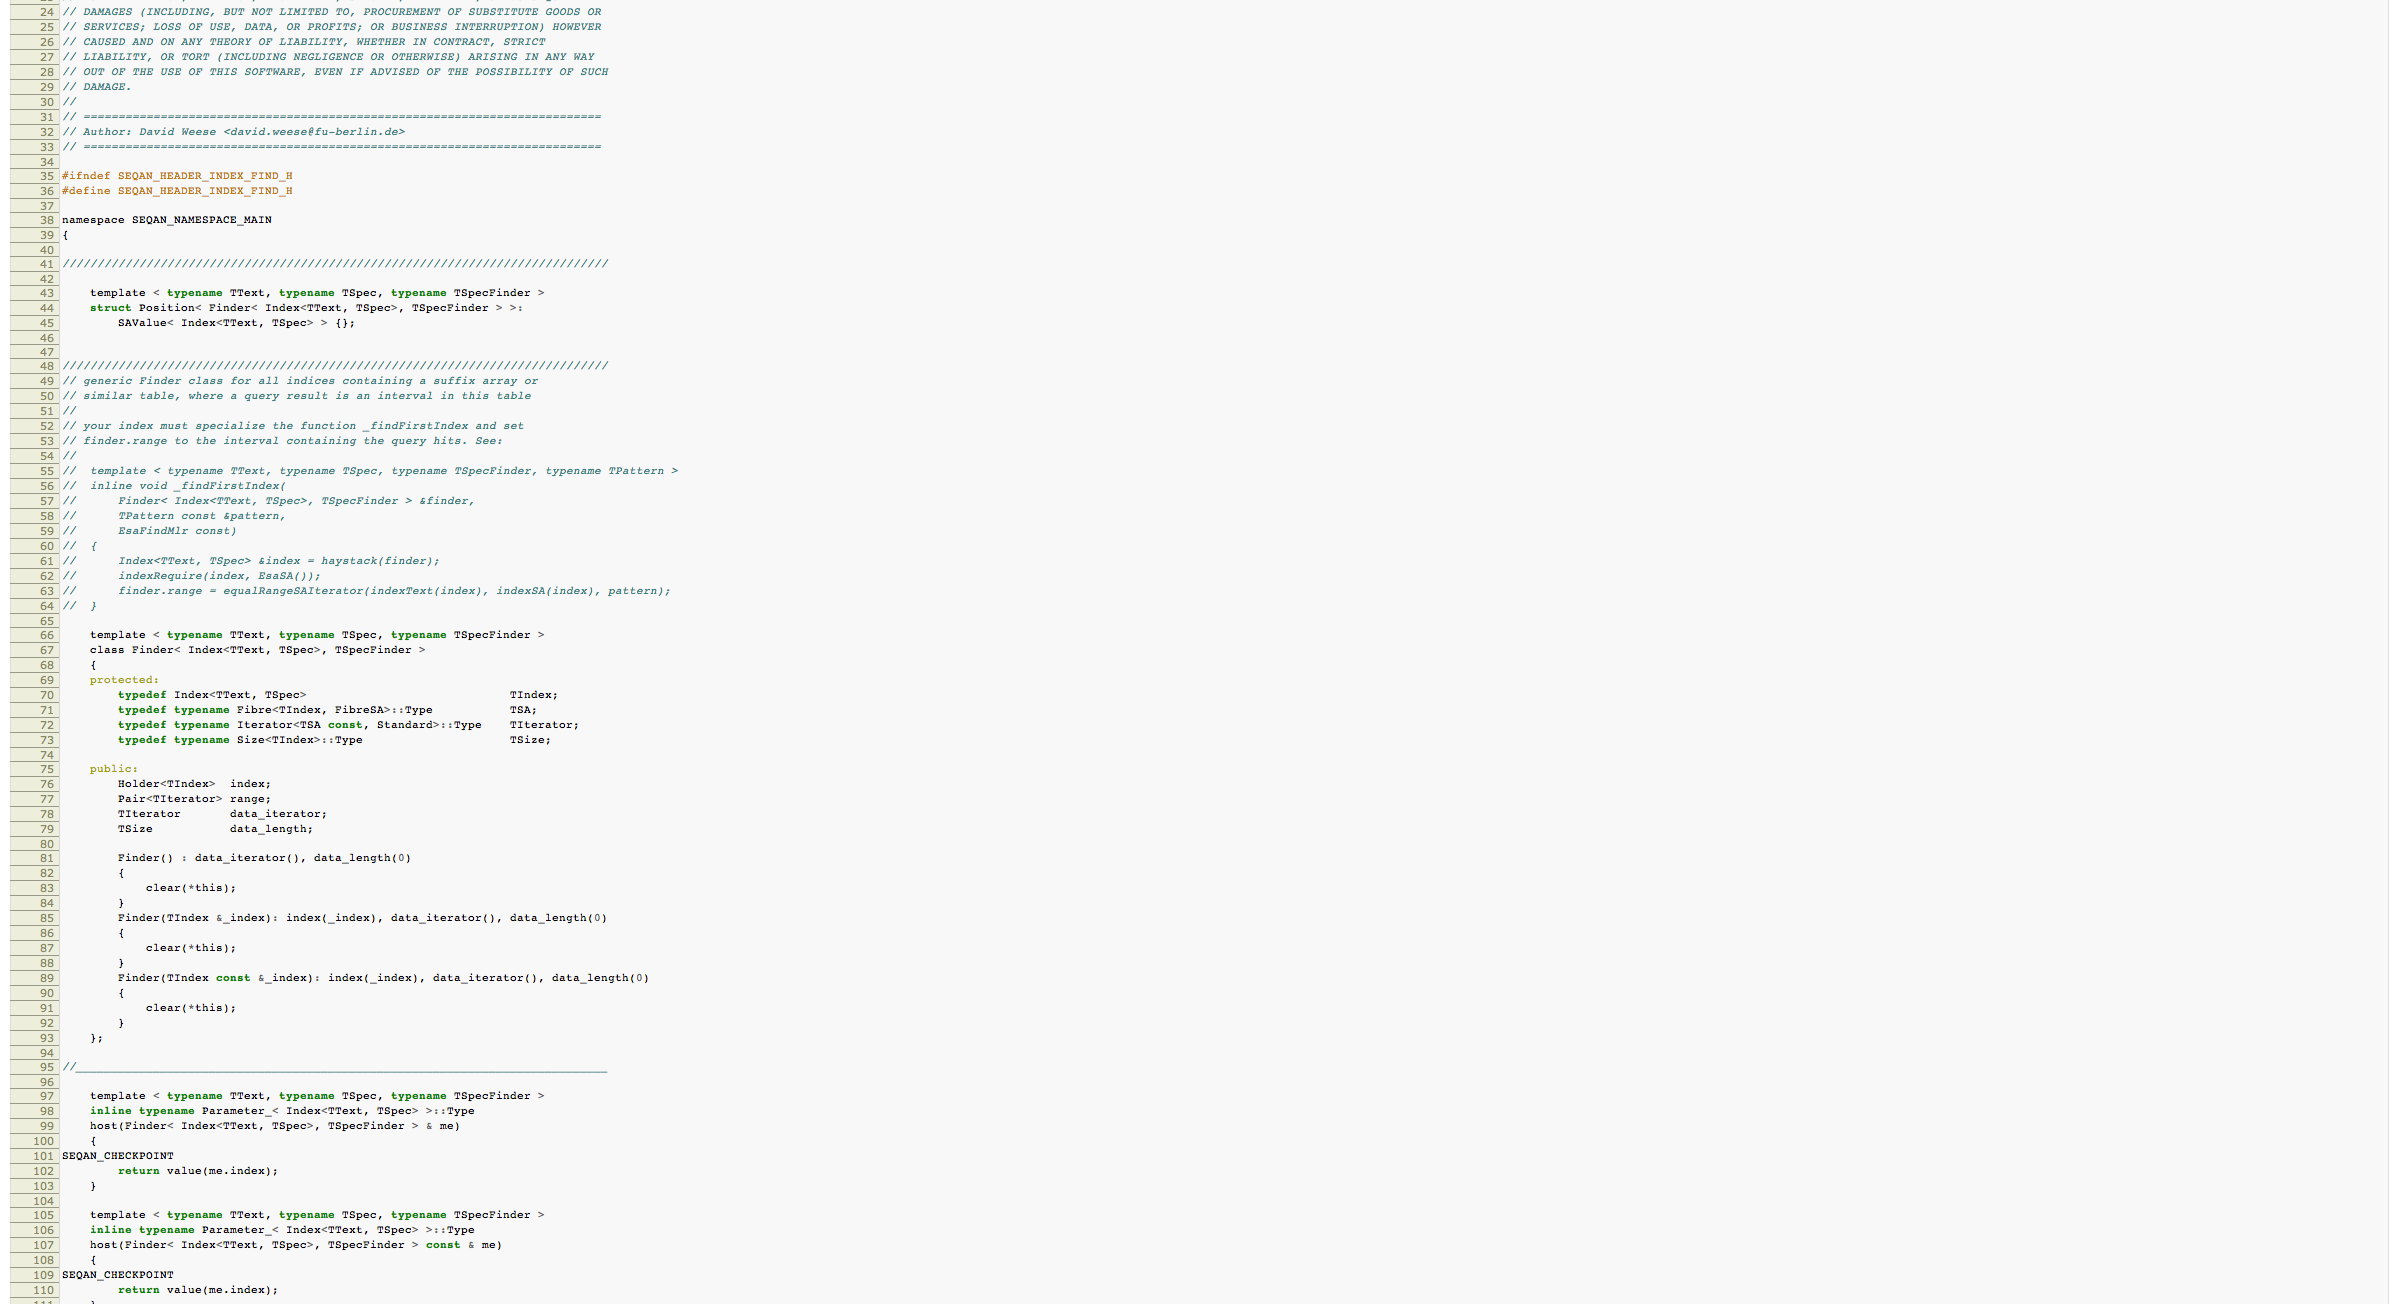 24 // DAMAGES (INCLUDING, BUT NOT LIMITED TO, PROCUREMENT OF SUBSTITUTE GOODS OR
25 // SERVICES; LOSS OF USE, DATA, OR PROFITS; OR BUSINESS INTERRUPTION) HOWEVER
26 // CAUSED AND ON ANY THEORY OF LIABILITY, WHETHER IN CONTRACT, STRICT
27 // LIABILITY, OR TORT (INCLUDING NEGLIGENCE OR OTHERWISE) ARISING IN ANY WAY
28 // OUT OF THE USE OF THIS SOFTWARE, EVEN IF ADVISED OF THE POSSIBILITY OF SUCH
29 // DAMAGE.
30 //
31 // ==========================================================================
32 // Author: David Weese <david.weese@fu-berlin.de>
33 // ==========================================================================
34
35 #ifndef SEQAN_HEADER_INDEX_FIND_H
36 #define SEQAN_HEADER_INDEX_FIND_H
37
38 namespace SEQAN_NAMESPACE_MAIN
39 {
40
41 //////////////////////////////////////////////////////////////////////////////
42
43     template < typename TText, typename TSpec, typename TSpecFinder >
44     struct Position< Finder< Index<TText, TSpec>, TSpecFinder > >:
45         SAValue< Index<TText, TSpec> > {};
46
47
48 //////////////////////////////////////////////////////////////////////////////
49 // generic Finder class for all indices containing a suffix array or
50 // similar table, where a query result is an interval in this table
51 //
52 // your index must specialize the function _findFirstIndex and set
53 // finder.range to the interval containing the query hits. See:
54 //
55 //  template < typename TText, typename TSpec, typename TSpecFinder, typename TPattern >
56 //  inline void _findFirstIndex(
57 //      Finder< Index<TText, TSpec>, TSpecFinder > &finder,
58 //      TPattern const &pattern,
59 //      EsaFindMlr const)
60 //  {
61 //      Index<TText, TSpec> &index = haystack(finder);
62 //      indexRequire(index, EsaSA());
63 //      finder.range = equalRangeSAIterator(indexText(index), indexSA(index), pattern);
64 //  }
65
66     template < typename TText, typename TSpec, typename TSpecFinder >
67     class Finder< Index<TText, TSpec>, TSpecFinder >
68     {
69     protected:
70         typedef Index<TText, TSpec>                             TIndex;
71         typedef typename Fibre<TIndex, FibreSA>::Type           TSA;
72         typedef typename Iterator<TSA const, Standard>::Type    TIterator;
73         typedef typename Size<TIndex>::Type                     TSize;
74
75     public:
76         Holder<TIndex>  index;
77         Pair<TIterator> range;
78         TIterator       data_iterator;
79         TSize           data_length;
80
81         Finder() : data_iterator(), data_length(0)
82         {
83             clear(*this);
84         }
85         Finder(TIndex &_index): index(_index), data_iterator(), data_length(0)
86         {
87             clear(*this);
88         }
89         Finder(TIndex const &_index): index(_index), data_iterator(), data_length(0)
90         {
91             clear(*this);
92         }
93     };
94
95 //____________________________________________________________________________
96
97     template < typename TText, typename TSpec, typename TSpecFinder >
98     inline typename Parameter_< Index<TText, TSpec> >::Type
99     host(Finder< Index<TText, TSpec>, TSpecFinder > & me)
100     {
101 SEQAN_CHECKPOINT
102         return value(me.index);
103     }
104
105     template < typename TText, typename TSpec, typename TSpecFinder >
106     inline typename Parameter_< Index<TText, TSpec> >::Type
107     host(Finder< Index<TText, TSpec>, TSpecFinder > const & me)
108     {
109 SEQAN_CHECKPOINT
110         return value(me.index);